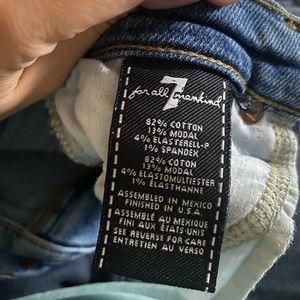 7
for all mankind
82% COTTON
13% MODAL
4% ELASTERELL-P
1% SPANDEX
82% COTON
13% MODAL
4% ELASTOMULTIESTER
1% ÉLASTHANNE
ASSEMBLED IN MEXICO
FINISHED IN U.S.A.
ASSEMBLÉ AU MEXIQUE
FINI AUX ÉTATS-UNIS
SEE REVERSE FOR CARE
ENTRETIEN AU VERSO